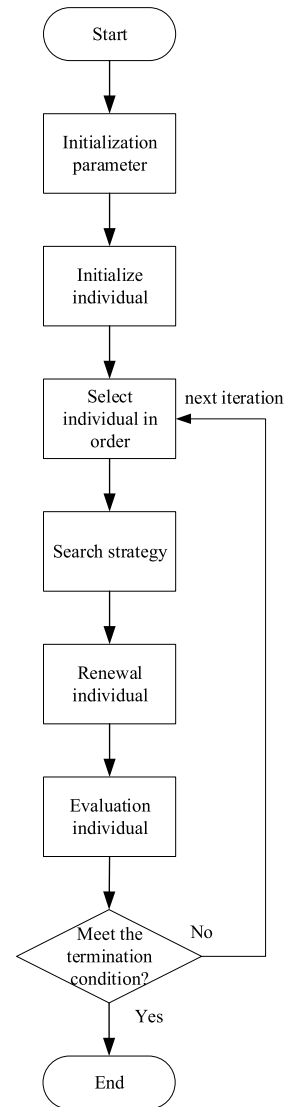 Start
Initialization
parameter
Initialize
individual
Select
individual in
order
next iteration
Search strategy
Renewal
individual
Evaluation
individual
Meet the
termination
condition?
No
Yes
End